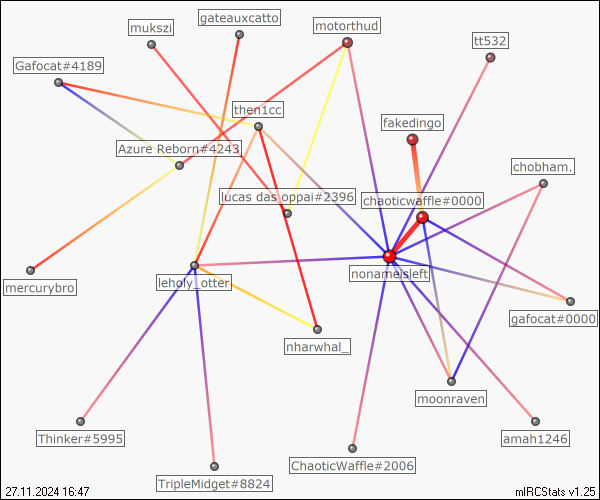 gateauxcatto
mukszi
motorthud
tt532
Gafocat#4189
then1cc
fakedingo
Azure Reborn#4243
chobham.
lucas das oppai#2396
chaoticwaffle#0000
nonameisleft
mercurybro
leholy_otter
gafocat#0000
nharwhal_
moonraven
Thinker#5995
amah1246
ChaoticWaffle#2006
TripleMidget#8824
27.11.2024 16:47
mIRCStats v1.25